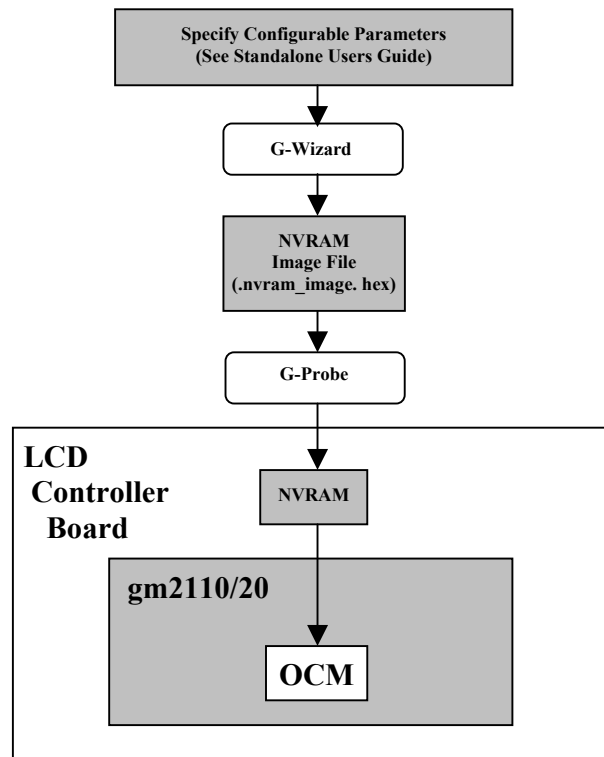 Specify Configurable Parameters
(See Standalone Users Guide)
G-Wizard
NVRAM
Image File
(.nvram_image. hex)
G-Probe
LCD
Controller
Board
NVRAM
gm2110/20
OCM